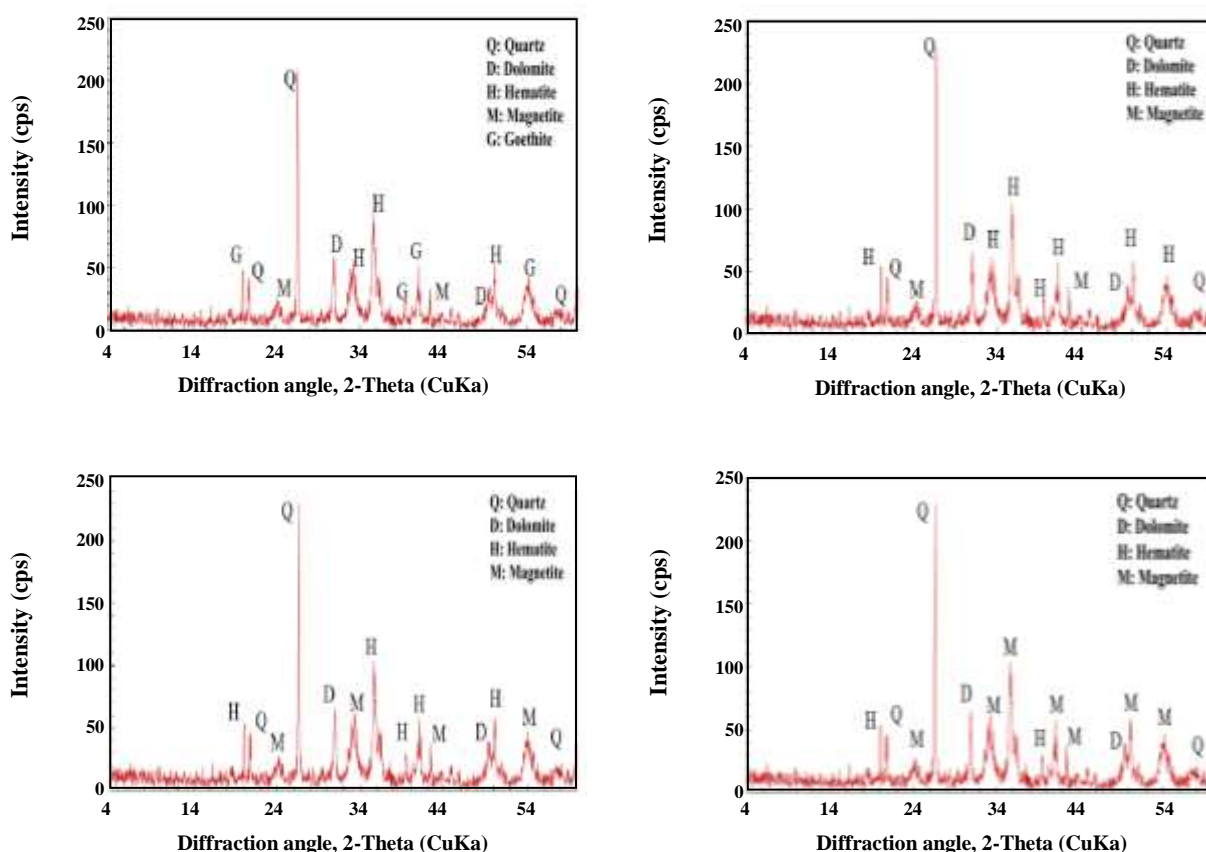 250
200
150
100
50
0
Intensity (cps)
Q: Quartz
D: Dolomite
H: Hematite
M: Magnetite
G: Goethite
G
Q
M
Q
D
H
H
G
G
M
D
H
G
Q
4 14 24 34 44 54
Diffraction angle, 2-Theta (CuKa)
250
200
150
100
50
0
Intensity (cps)
Q: Quartz
D: Dolomite
H: Hematite
M: Magnetite
H
Q
M
Q
D
H
H
H
H
M
D
H
H
Q
4 14 24 34 44 54
Diffraction angle, 2-Theta (CuKa)
250
200
150
100
50
0
Intensity (cps)
Q: Quartz
D: Dolomite
H: Hematite
M: Magnetite
H
Q
M
Q
D
M
H
H
H
M
D
H
M
Q
4 14 24 34 44 54
Diffraction angle, 2-Theta (CuKa)
250
200
150
100
50
0
Intensity (cps)
Q: Quartz
D: Dolomite
H: Hematite
M: Magnetite
H
Q
M
Q
D
M
M
H
M
M
D
M
M
Q
4 14 24 34 44 54
Diffraction angle, 2-Theta (CuKa)